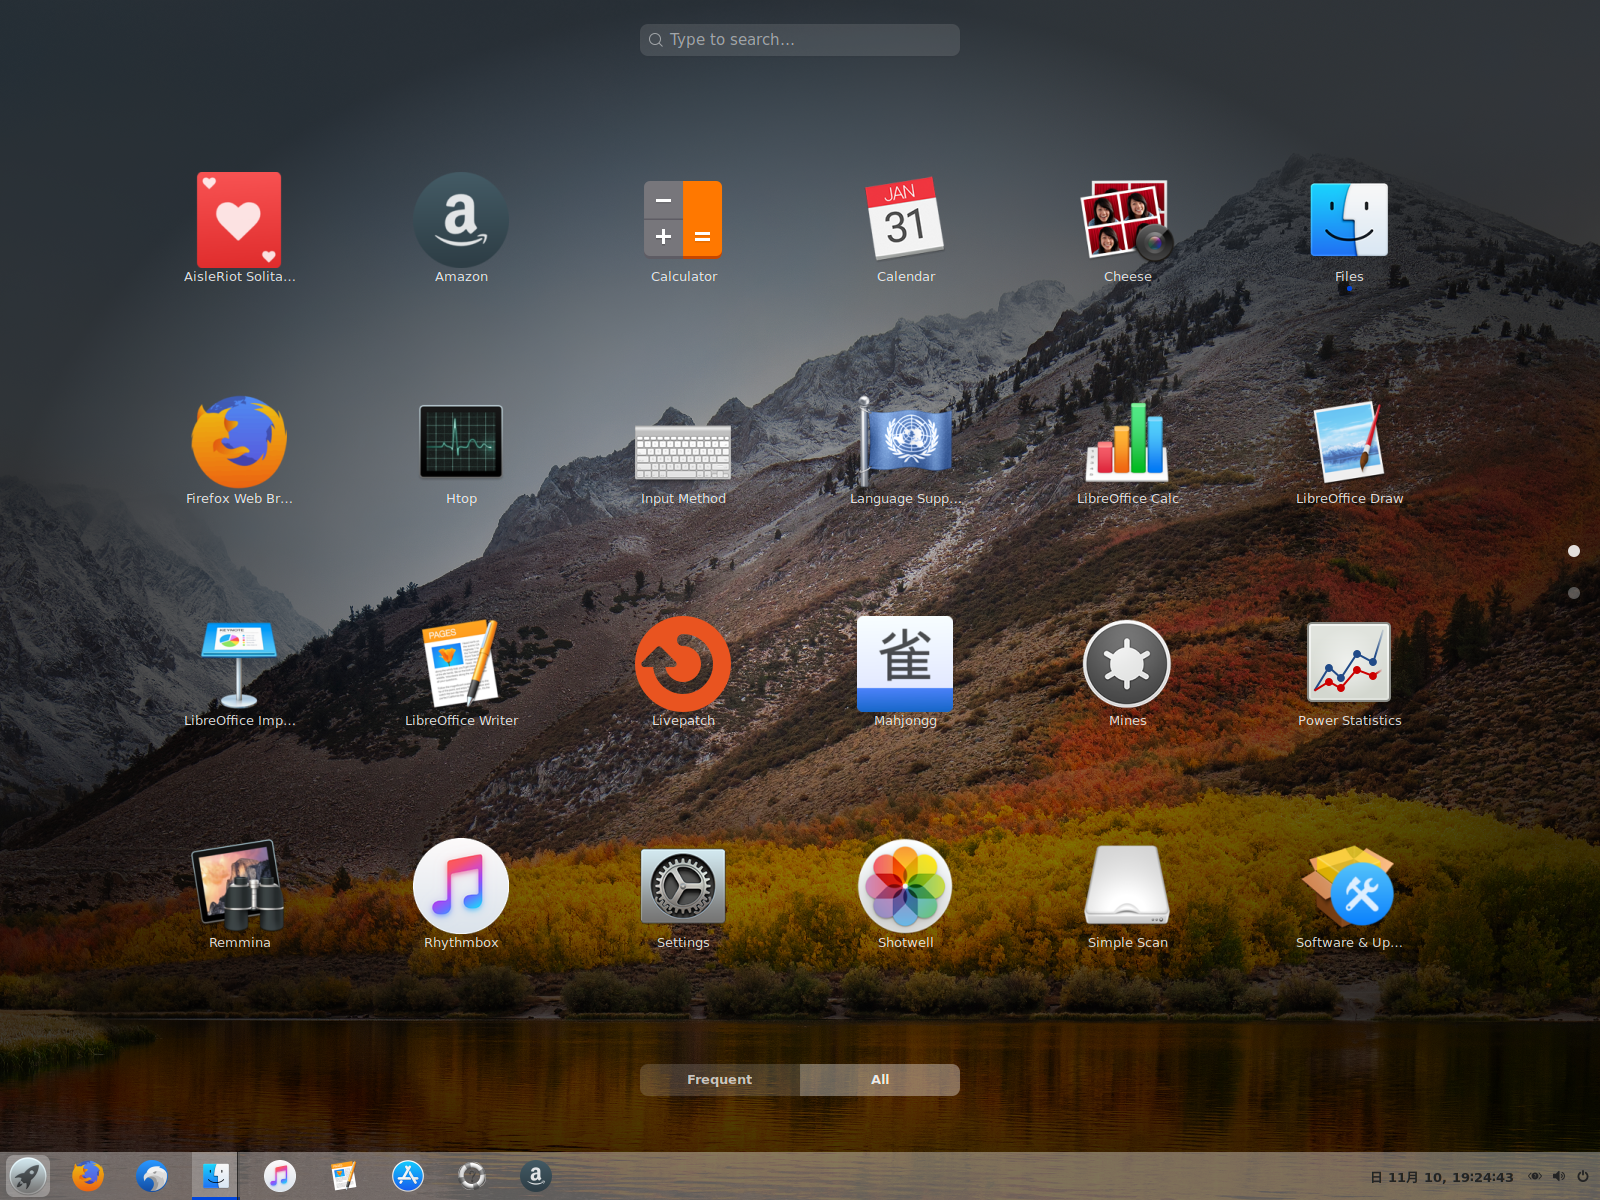 Type to search...
JAN
31
AisleRiot Solita...
Amazon
Calculator
Calendar
Cheese
Files
Firefox Web Br...
Htop
Input Method
Language Supp...
LibreOffice Calc
LibreOffice Draw
KEYNOTE
PAGES
雀
LibreOffice Imp...
LibreOffice Writer
Livepatch
Mahjongg
Mines
Power Statistics
Remmina
Rhythmbox
Settings
Shotwell
Simple Scan
Software & Up...
Frequent
All
日 11月 10, 19:24:43